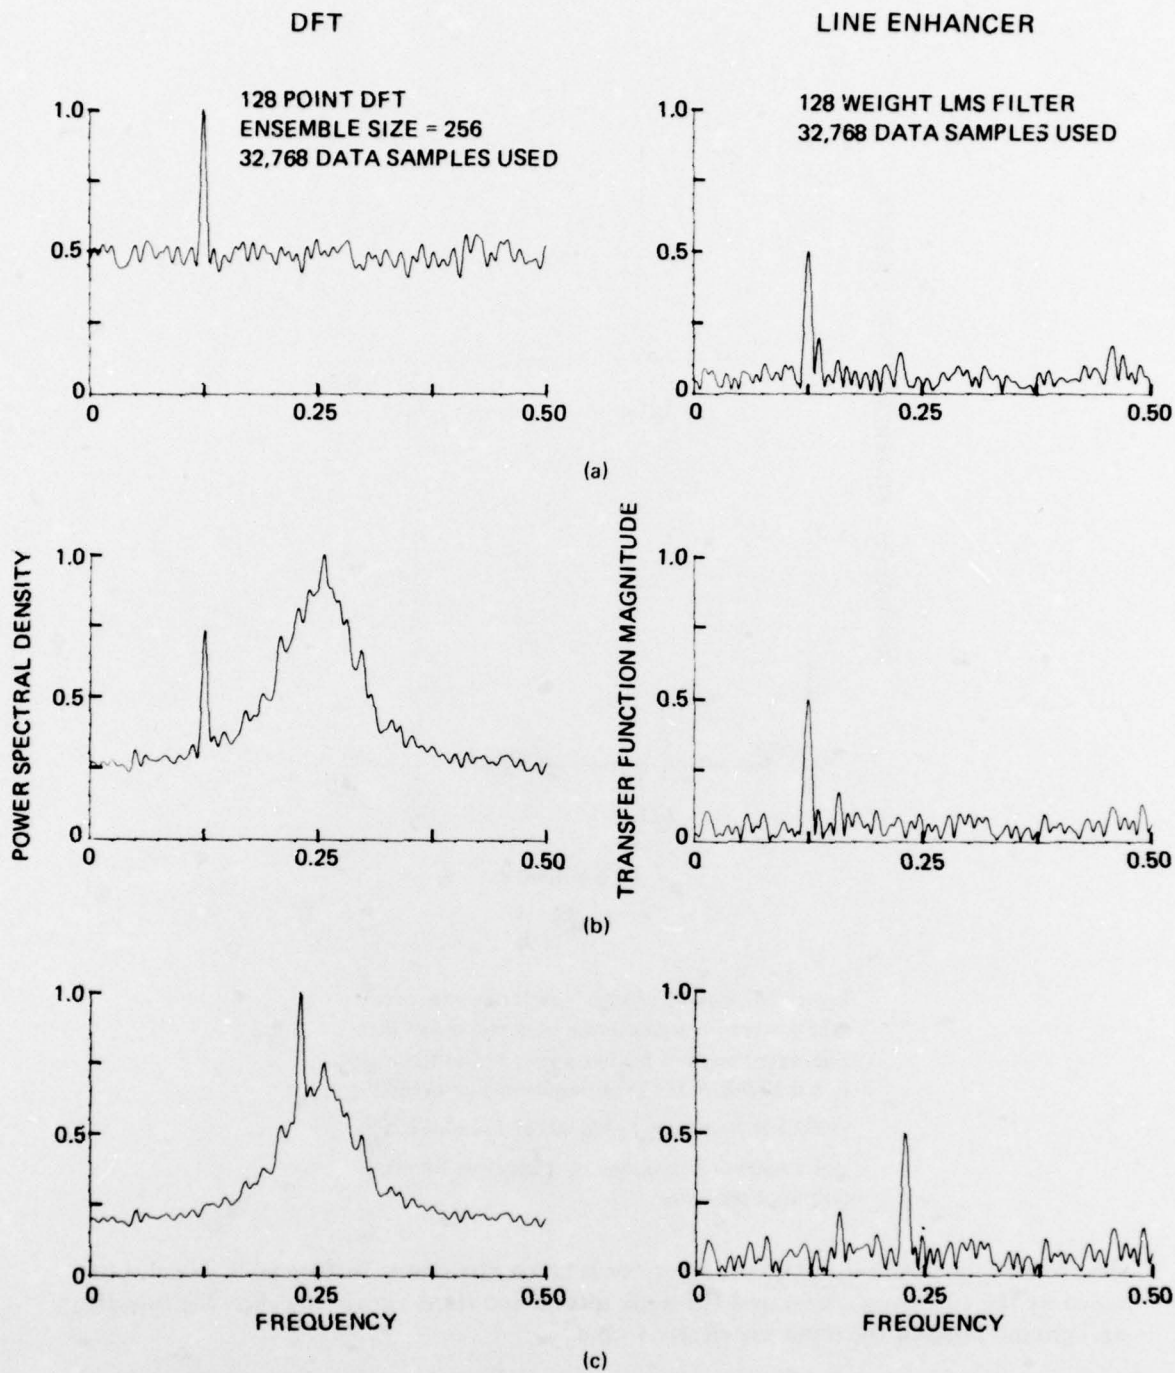 DFT
LINE ENHANCER
128 POINT DFT
ENSEMBLE SIZE = 256
32,768 DATA SAMPLES USED
1.0
0.5
0
0
0.25
0.50
128 WEIGHT LMS FILTER
32,768 DATA SAMPLES USED
1.0
0.5
0
0
0.25
0.50
(a)
POWER SPECTRAL DENSITY
1.0
0.5
0
0
0.25
0.50
TRANSFER FUNCTION MAGNITUDE
1.0
0.5
0
0
0.25
0.50
(b)
1.0
0.5
0
0
0.25
0.50
FREQUENCY
1.0
0.5
0
0
0.25
0.50
FREQUENCY
(c)